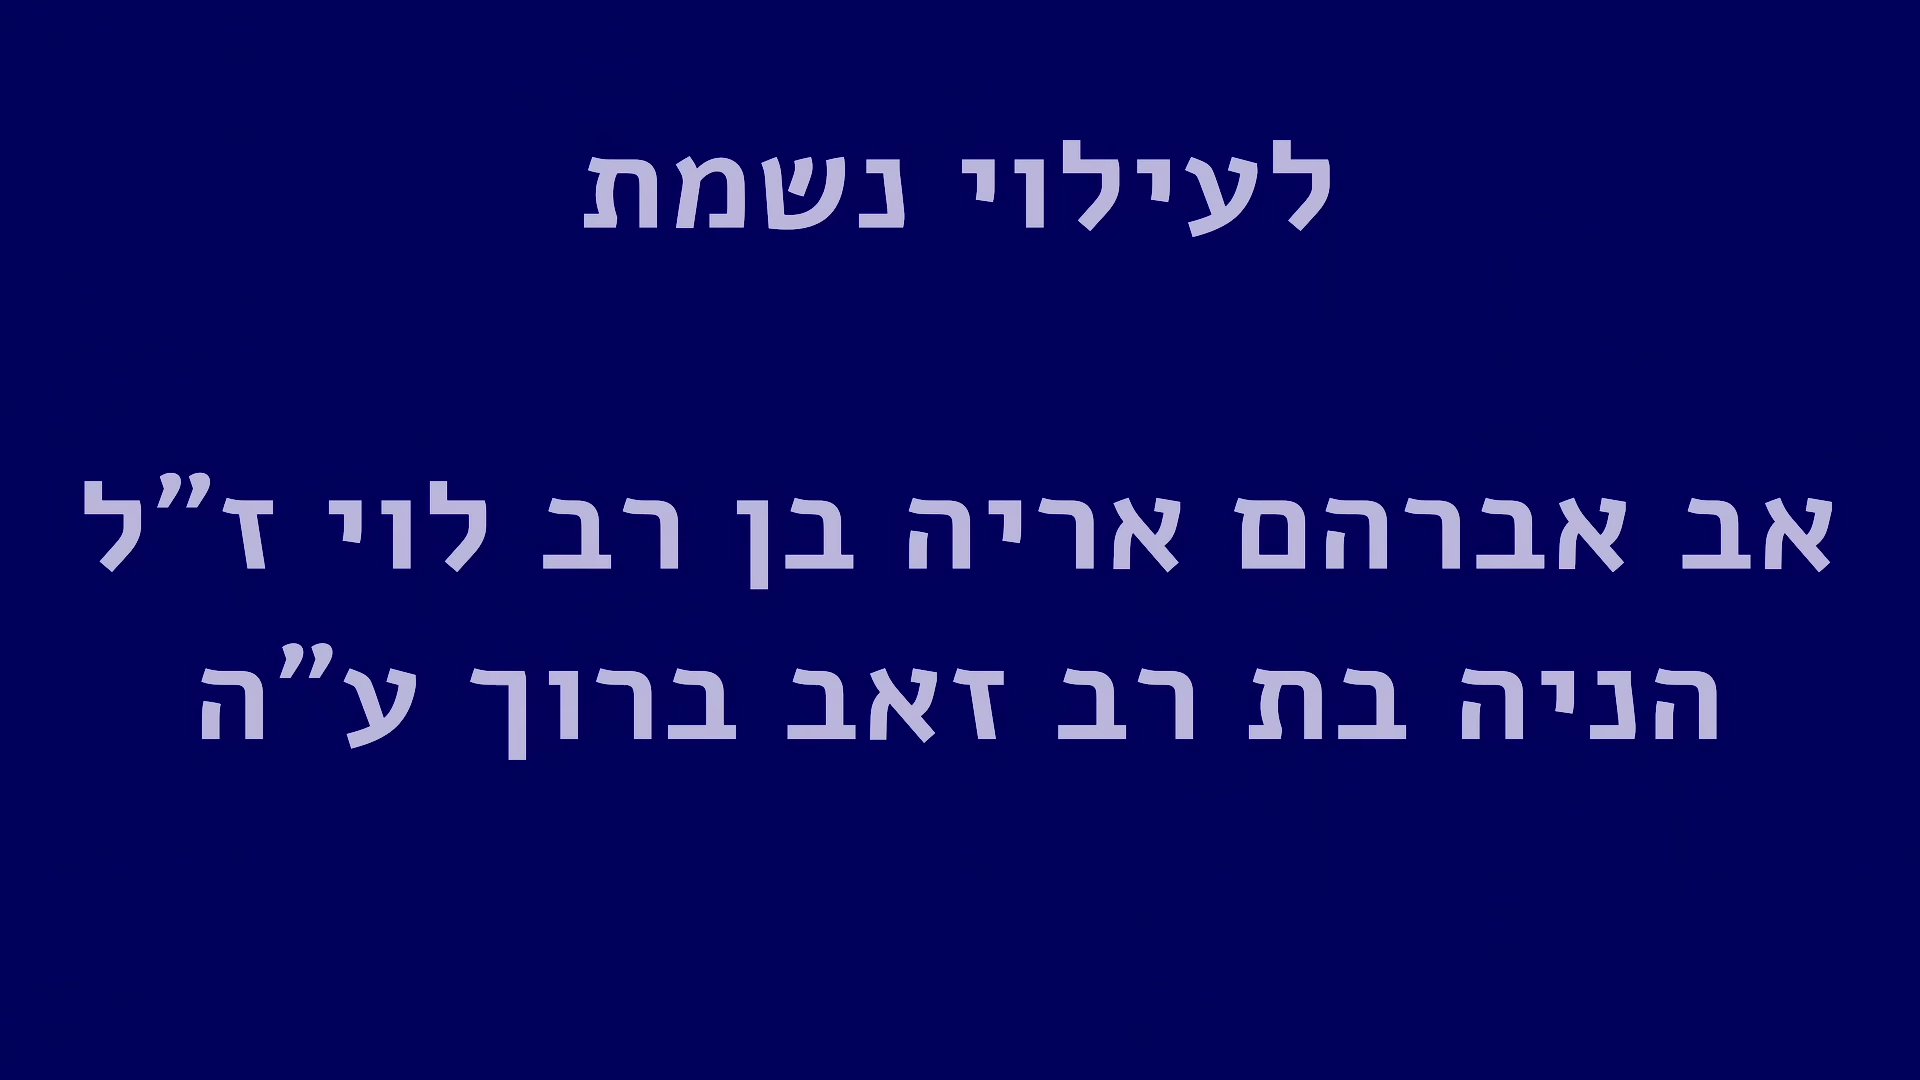 לעילוי נשמת
אב אברהם אריה בן רב לוי ז”ל
הניה בת רב זאב ברוך ע”ה